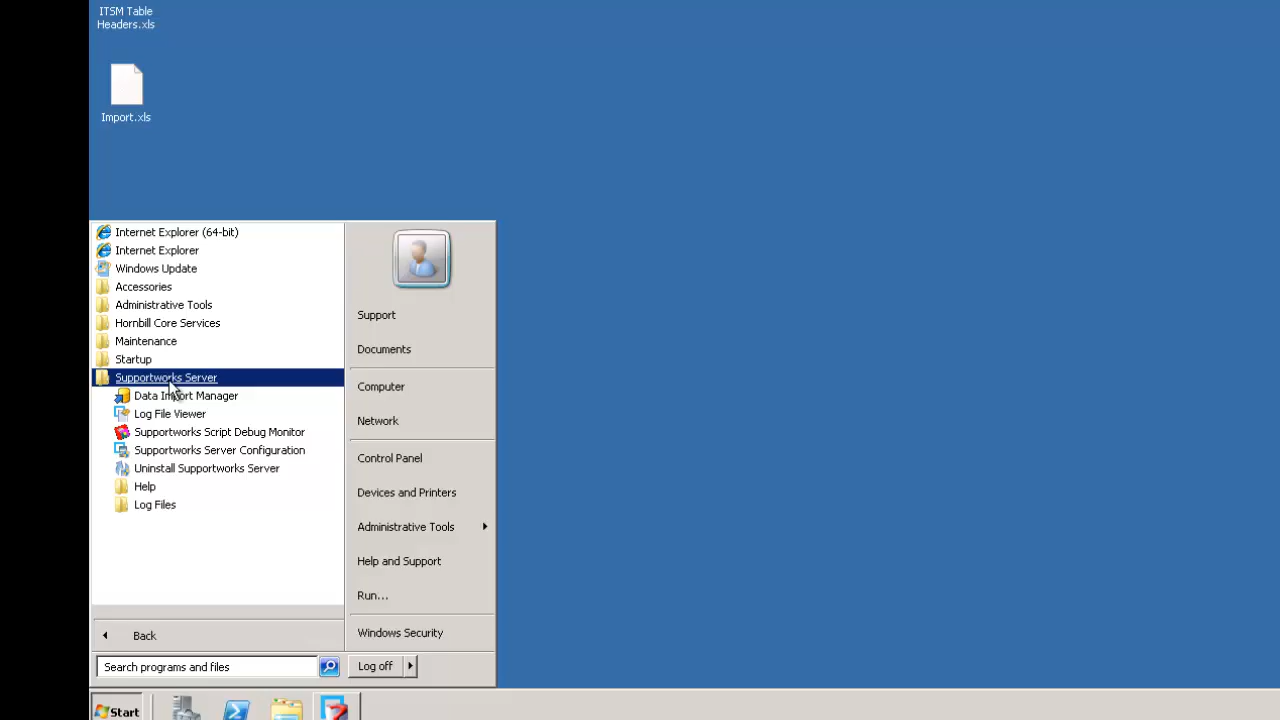 ITSM Table
Headers.xls
Import.xls
Internet Explorer (64-bit)
Internet Explorer
Windows Update
Accessories
Administrative Tools
Hornbill Core Services
Maintenance
Startup
Supportworks Server
Data Import Manager
Log File Viewer
Supportworks Script Debug Monitor
Supportworks Server Configuration
Uninstall Supportworks Server
Help
Log Files
Back
Search programs and files
Support
Documents
Computer
Network
Control Panel
Devices and Printers
Administrative Tools
Help and Support
Run...
Windows Security
Log off
Start